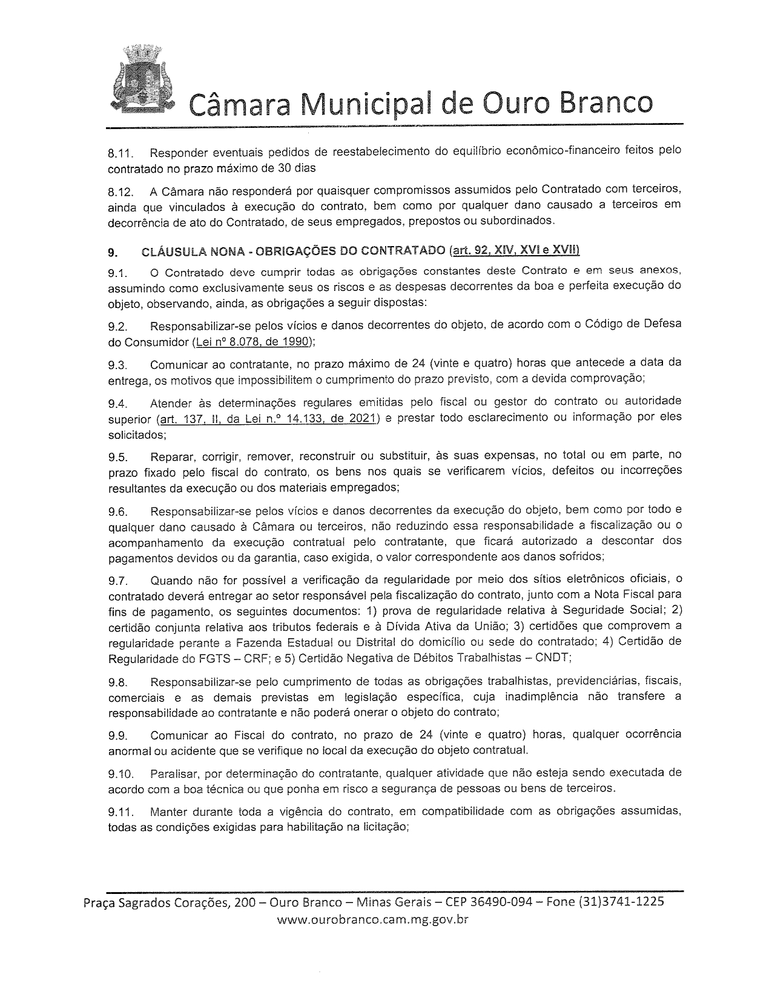 Câmara Municipal de Ouro Branco
8.11. Responder eventuais pedidos de reestabelecimento do equilíbrio econômico-financeiro feitos pelo
contratado no prazo máximo de 30 dias
8.12. A Câmara não responderá por quaisquer compromissos assumidos pelo Contratado com terceiros,
ainda que vinculados à execução do contrato, bem como por qualquer dano causado a terceiros em
decorrência de ato do Contratado, de seus empregados, prepostos ou subordinados.
9. CLÁUSULA NONA - OBRIGAÇÕES DO CONTRATADO (art. 92, XIV, XVI e XVII)
9.1. O Contratado deve cumprir todas as obrigações constantes deste Contrato e em seus anexos,
assumindo como exclusivamente seus os riscos e as despesas decorrentes da boa e perfeita execução do
objeto, observando, ainda, as obrigações a seguir dispostas:
9.2. Responsabilizar-se pelos vícios e danos decorrentes do objeto, de acordo com o Código de Defesa
do Consumidor (Lei nº 8.078, de 1990);
9.3. Comunicar ao contratante, no prazo máximo de 24 (vinte e quatro) horas que antecede a data da
entrega, os motivos que impossibilitem o cumprimento do prazo previsto, com a devida comprovação;
9.4. Atender às determinações regulares emitidas pelo fiscal ou gestor do contrato ou autoridade
superior (art. 137, II, da Lei n.º 14.133, de 2021) e prestar todo esclarecimento ou informação por eles
solicitados;
9.5. Reparar, corrigir, remover, reconstruir ou substituir, às suas expensas, no total ou em parte, no
prazo fixado pelo fiscal do contrato, os bens nos quais se verificarem vícios, defeitos ou incorreções
resultantes da execução ou dos materiais empregados;
9.6. Responsabilizar-se pelos vícios e danos decorrentes da execução do objeto, bem como por todo e
qualquer dano causado à Câmara ou terceiros, não reduzindo essa responsabilidade a fiscalização ou o
acompanhamento da execução contratual pelo contratante, que ficará autorizado a descontar dos
pagamentos devidos ou da garantia, caso exigida, o valor correspondente aos danos sofridos;
9.7. Quando não for possível a verificação da regularidade por meio dos sítios eletrônicos oficiais, o
contratado deverá entregar ao setor responsável pela fiscalização do contrato, junto com a Nota Fiscal para
fins de pagamento, os seguintes documentos: 1) prova de regularidade relativa à Seguridade Social; 2)
certidão conjunta relativa aos tributos federais e à Dívida Ativa da União; 3) certidões que comprovem a
regularidade perante a Fazenda Estadual ou Distrital do domicílio ou sede do contratado; 4) Certidão de
Regularidade do FGTS – CRF; e 5) Certidão Negativa de Débitos Trabalhistas – CNDT;
9.8. Responsabilizar-se pelo cumprimento de todas as obrigações trabalhistas, previdenciárias, fiscais,
comerciais e as demais previstas em legislação específica, cuja inadimplência não transfere a
responsabilidade ao contratante e não poderá onerar o objeto do contrato;
9.9. Comunicar ao Fiscal do contrato, no prazo de 24 (vinte e quatro) horas, qualquer ocorrência
anormal ou acidente que se verifique no local da execução do objeto contratual.
9.10. Paralisar, por determinação do contratante, qualquer atividade que não esteja sendo executada de
acordo com a boa técnica ou que ponha em risco a segurança de pessoas ou bens de terceiros.
9.11. Manter durante toda a vigência do contrato, em compatibilidade com as obrigações assumidas,
todas as condições exigidas para habilitação na licitação;
Praça Sagrados Corações, 200 – Ouro Branco – Minas Gerais – CEP 36490-094 – Fone (31)3741-1225
www.ourobranco.cam.mg.gov.br